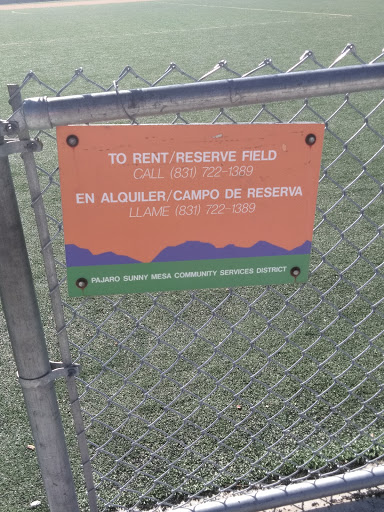 TO RENT/RESERVE FIELD
CALL (831) 722-1389
EN ALQUILER/CAMPO DE RESERVA
LLAME (831) 722-1389
PAJARO SUNNY MESA COMMUNITY SERVICES DISTRICT